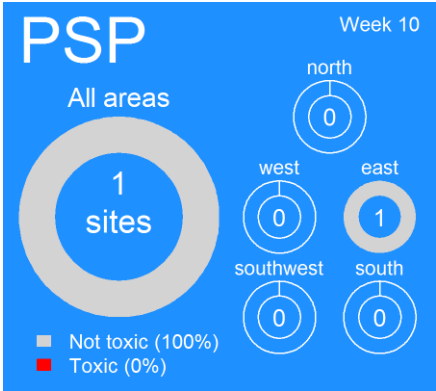 PSP
Week 10
All areas
1
sites
north
0
west
0
east
1
southwest
0
south
0
Not toxic (100%)
Toxic (0%)